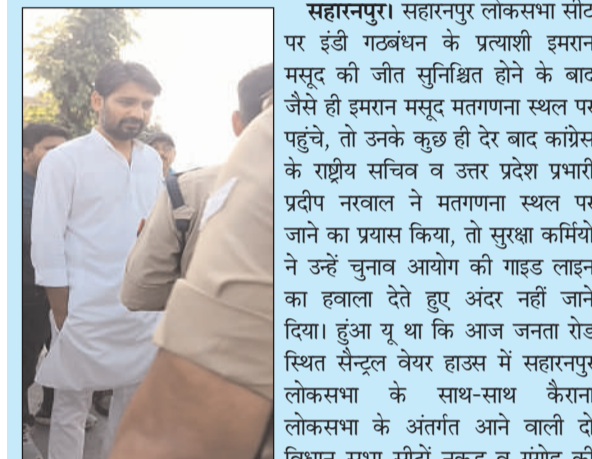 सहारनपुर। सहारनपुर लोकसभा सीट
पर इंडी गठबंधन के प्रत्याशी इमरान
मसूद की जीत सुनिश्चित होने के बाद
जैसे ही इमरान मसूद मतगणना स्थल पर
पहुंचे, तो उनके कुछ ही देर बाद कांग्रेस
के राष्ट्रीय सचिव व उत्तर प्रदेश प्रभारी
प्रदीप नरवाल ने मतगणना स्थल पर
जाने का प्रयास किया, तो सुरक्षा कर्मियो
ने उन्हें चुनाव आयोग की गाइड लाइन
का हवाला देते हुए अंदर नहीं जाने
दिया। हुंआ यू था कि आज जनता रोड
स्थित सैन्ट्रल वेयर हाउस में सहारनपुर
लोकसभा के साथ-साथ कैराना
लोकसभा के अंतर्गत आने वाली दो
विधान सभा सीटों नकुड व गंगोह की